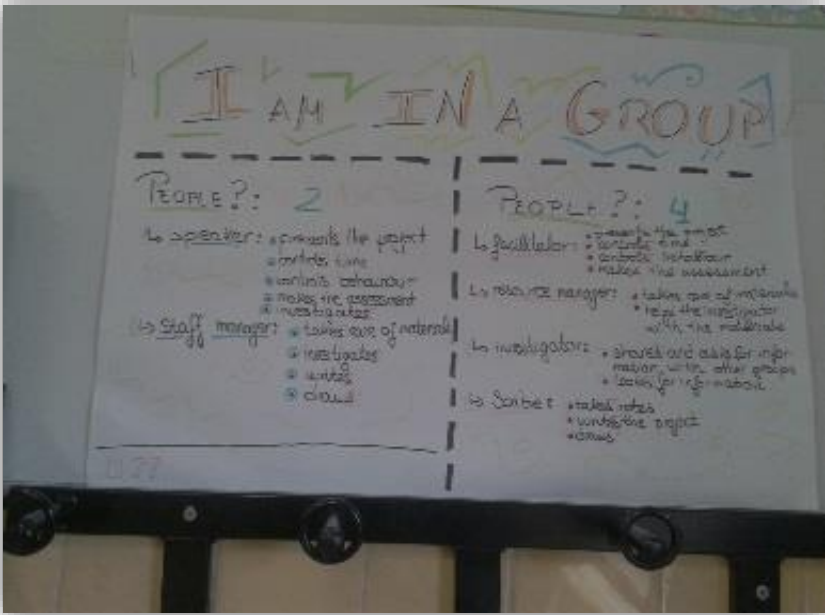 I AM IN A GROUP
PEOPLE?: 2
↳ speaker: • presents the project
• controls time
• controls behaviour
• makes the assessment
• investigates
↳ Staff manager: • takes care of materials
• investigates
• writes
• draws
PEOPLE?: 4
↳ facilitator: • presents the project
• controls time
• controls behaviour
• makes the assessment
↳ resource manager: • takes care of materials
• helps the investigator
with the materials
↳ investigator: • shares and asks for infor-
mation, with other groups
• looks for information
↳ Scribe: • takes notes
• writes the project
• draws